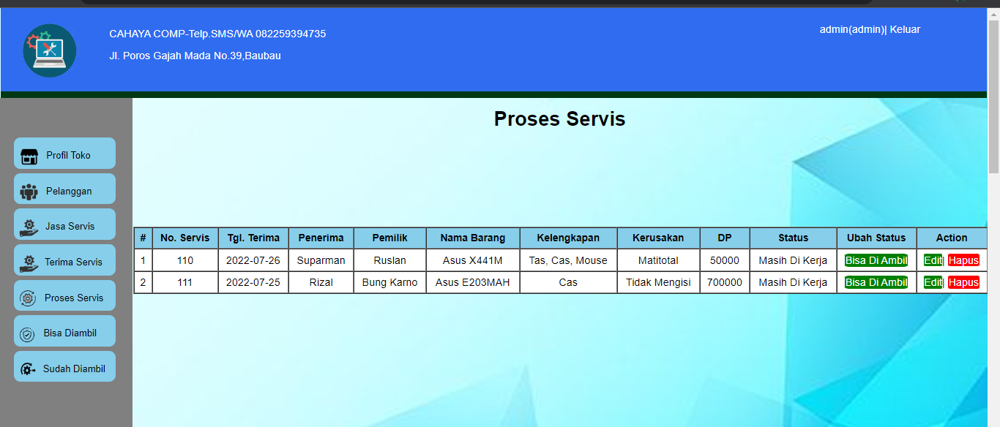 CAHAYA COMP-Telp.SMS/WA 082259394735
admin(admin)| Keluar
Jl. Poros Gajah Mada No.39,Baubau
Proses Servis
Profil Toko
Pelanggan
Jasa Servis
Terima Servis
Proses Servis
Bisa Diambil
Sudah Diambil
# No. Servis Tgl. Terima Penerima Pemilik Nama Barang Kelengkapan Kerusakan DP Status Ubah Status Action
1 110 2022-07-26 Suparman Ruslan Asus X441M Tas, Cas, Mouse Matitotal 50000 Masih Di Kerja Bisa Di Ambil Edit| Hapus
2 111 2022-07-25 Rizal Bung Karno Asus E203MAH Cas Tidak Mengisi 700000 Masih Di Kerja Bisa Di Ambil Edit| Hapus